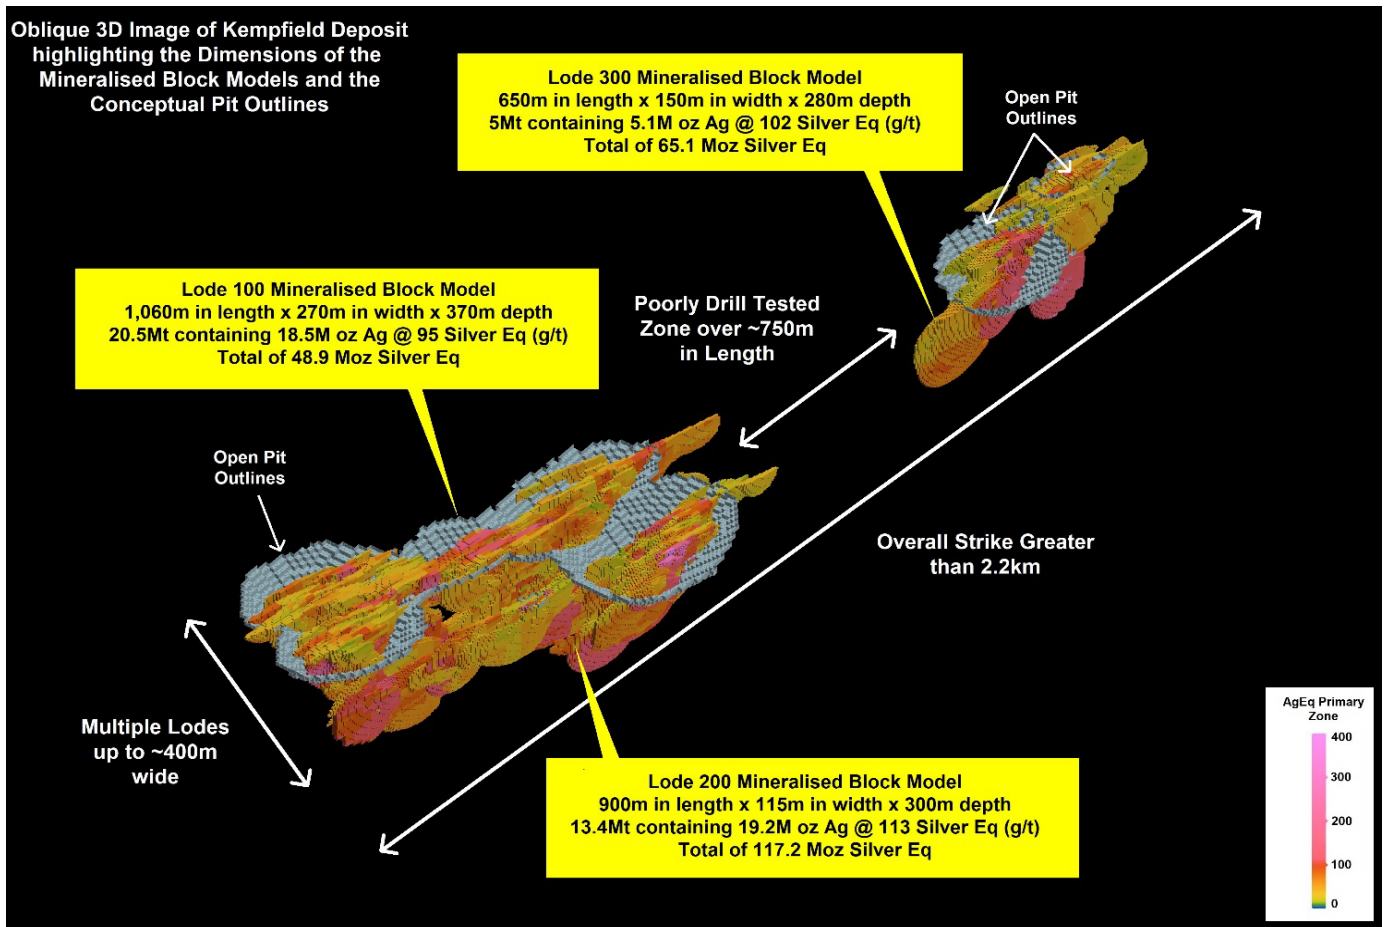 Oblique 3D Image of Kempfield Deposit
highlighting the Dimensions of the
Mineralised Block Models and the
Conceptual Pit Outlines
Lode 300 Mineralised Block Model
650m in length x 150m in width x 280m depth
5Mt containing 5.1M oz Ag @ 102 Silver Eq (g/t)
Total of 65.1 Moz Silver Eq
Open Pit
Outlines
Lode 100 Mineralised Block Model
1,060m in length x 270m in width x 370m depth
20.5Mt containing 18.5M oz Ag @ 95 Silver Eq (g/t)
Total of 48.9 Moz Silver Eq
Poorly Drill Tested
Zone over ~750m
in Length
Open Pit
Outlines
Overall Strike Greater
than 2.2km
Multiple Lodes
up to ~400m
wide
Lode 200 Mineralised Block Model
900m in length x 115m in width x 300m depth
13.4Mt containing 19.2M oz Ag @ 113 Silver Eq (g/t)
Total of 117.2 Moz Silver Eq
AgEq Primary
Zone
400
300
200
100
0